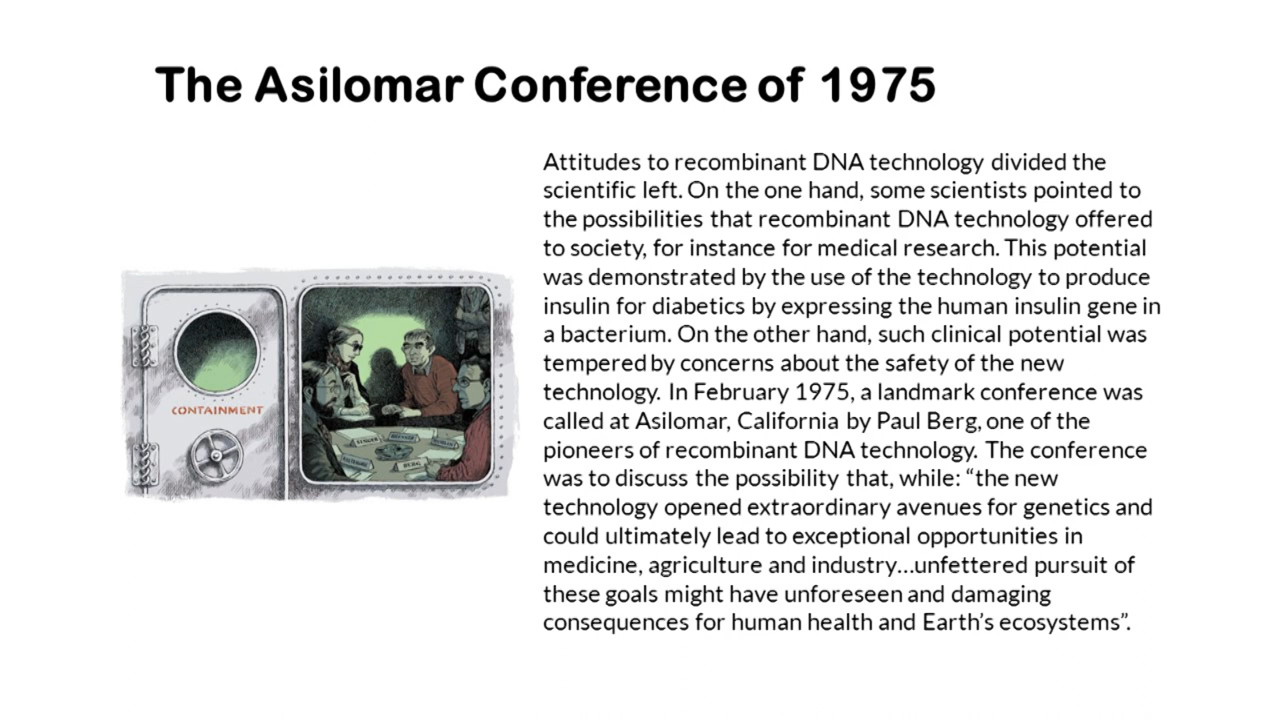 The Asilomar Conference of 1975
Attitudes to recombinant DNA technology divided the
scientific left. On the one hand, some scientists pointed to
the possibilities that recombinant DNA technology offered
to society, for instance for medical research. This potential
was demonstrated by the use of the technology to produce
insulin for diabetics by expressing the human insulin gene in
a bacterium. On the other hand, such clinical potential was
tempered by concerns about the safety of the new
technology. In February 1975, a landmark conference was
called at Asilomar, California by Paul Berg, one of the
pioneers of recombinant DNA technology. The conference
was to discuss the possibility that, while: “the new
technology opened extraordinary avenues for genetics and
could ultimately lead to exceptional opportunities in
medicine, agriculture and industry…unfettered pursuit of
these goals might have unforeseen and damaging
consequences for human health and Earth’s ecosystems”.
CONTAINMENT
BERG